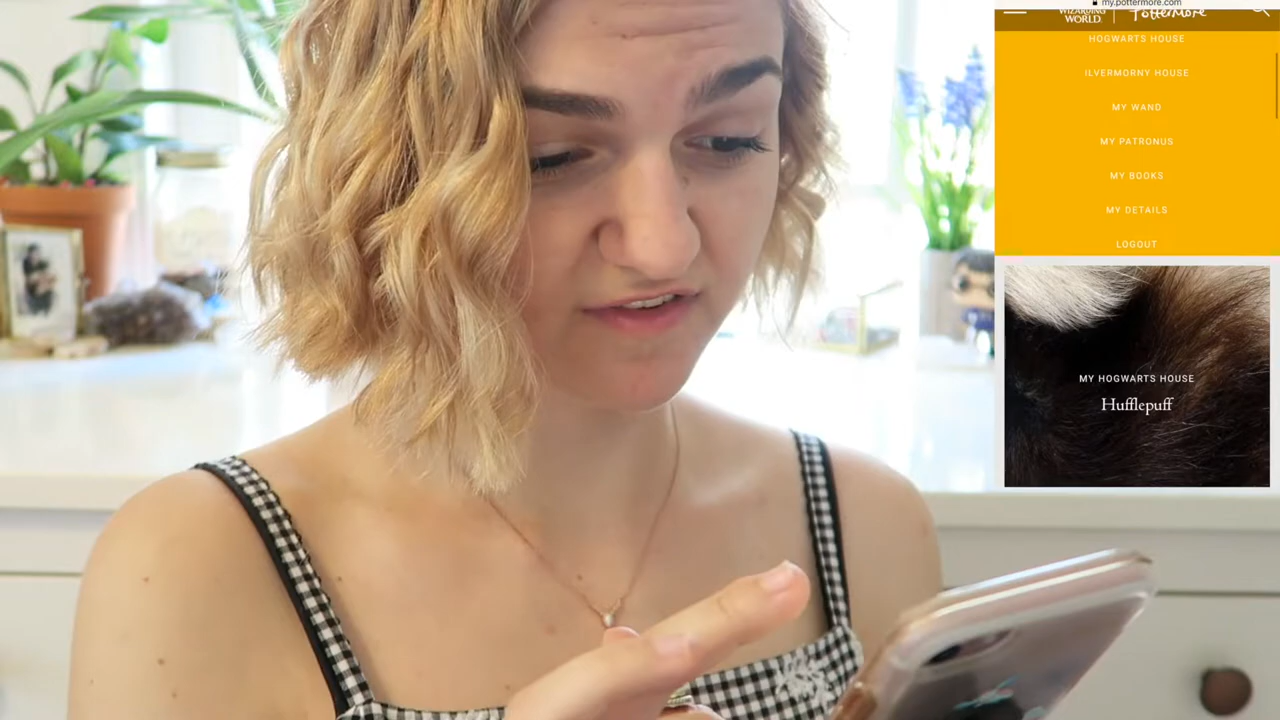 my.pottermore.com
WIZARDING
WORLD
Pottermore
HOGWARTS HOUSE
ILVERMORNY HOUSE
MY WAND
MY PATRONUS
MY BOOKS
MY DETAILS
LOGOUT
MY HOGWARTS HOUSE
Hufflepuff